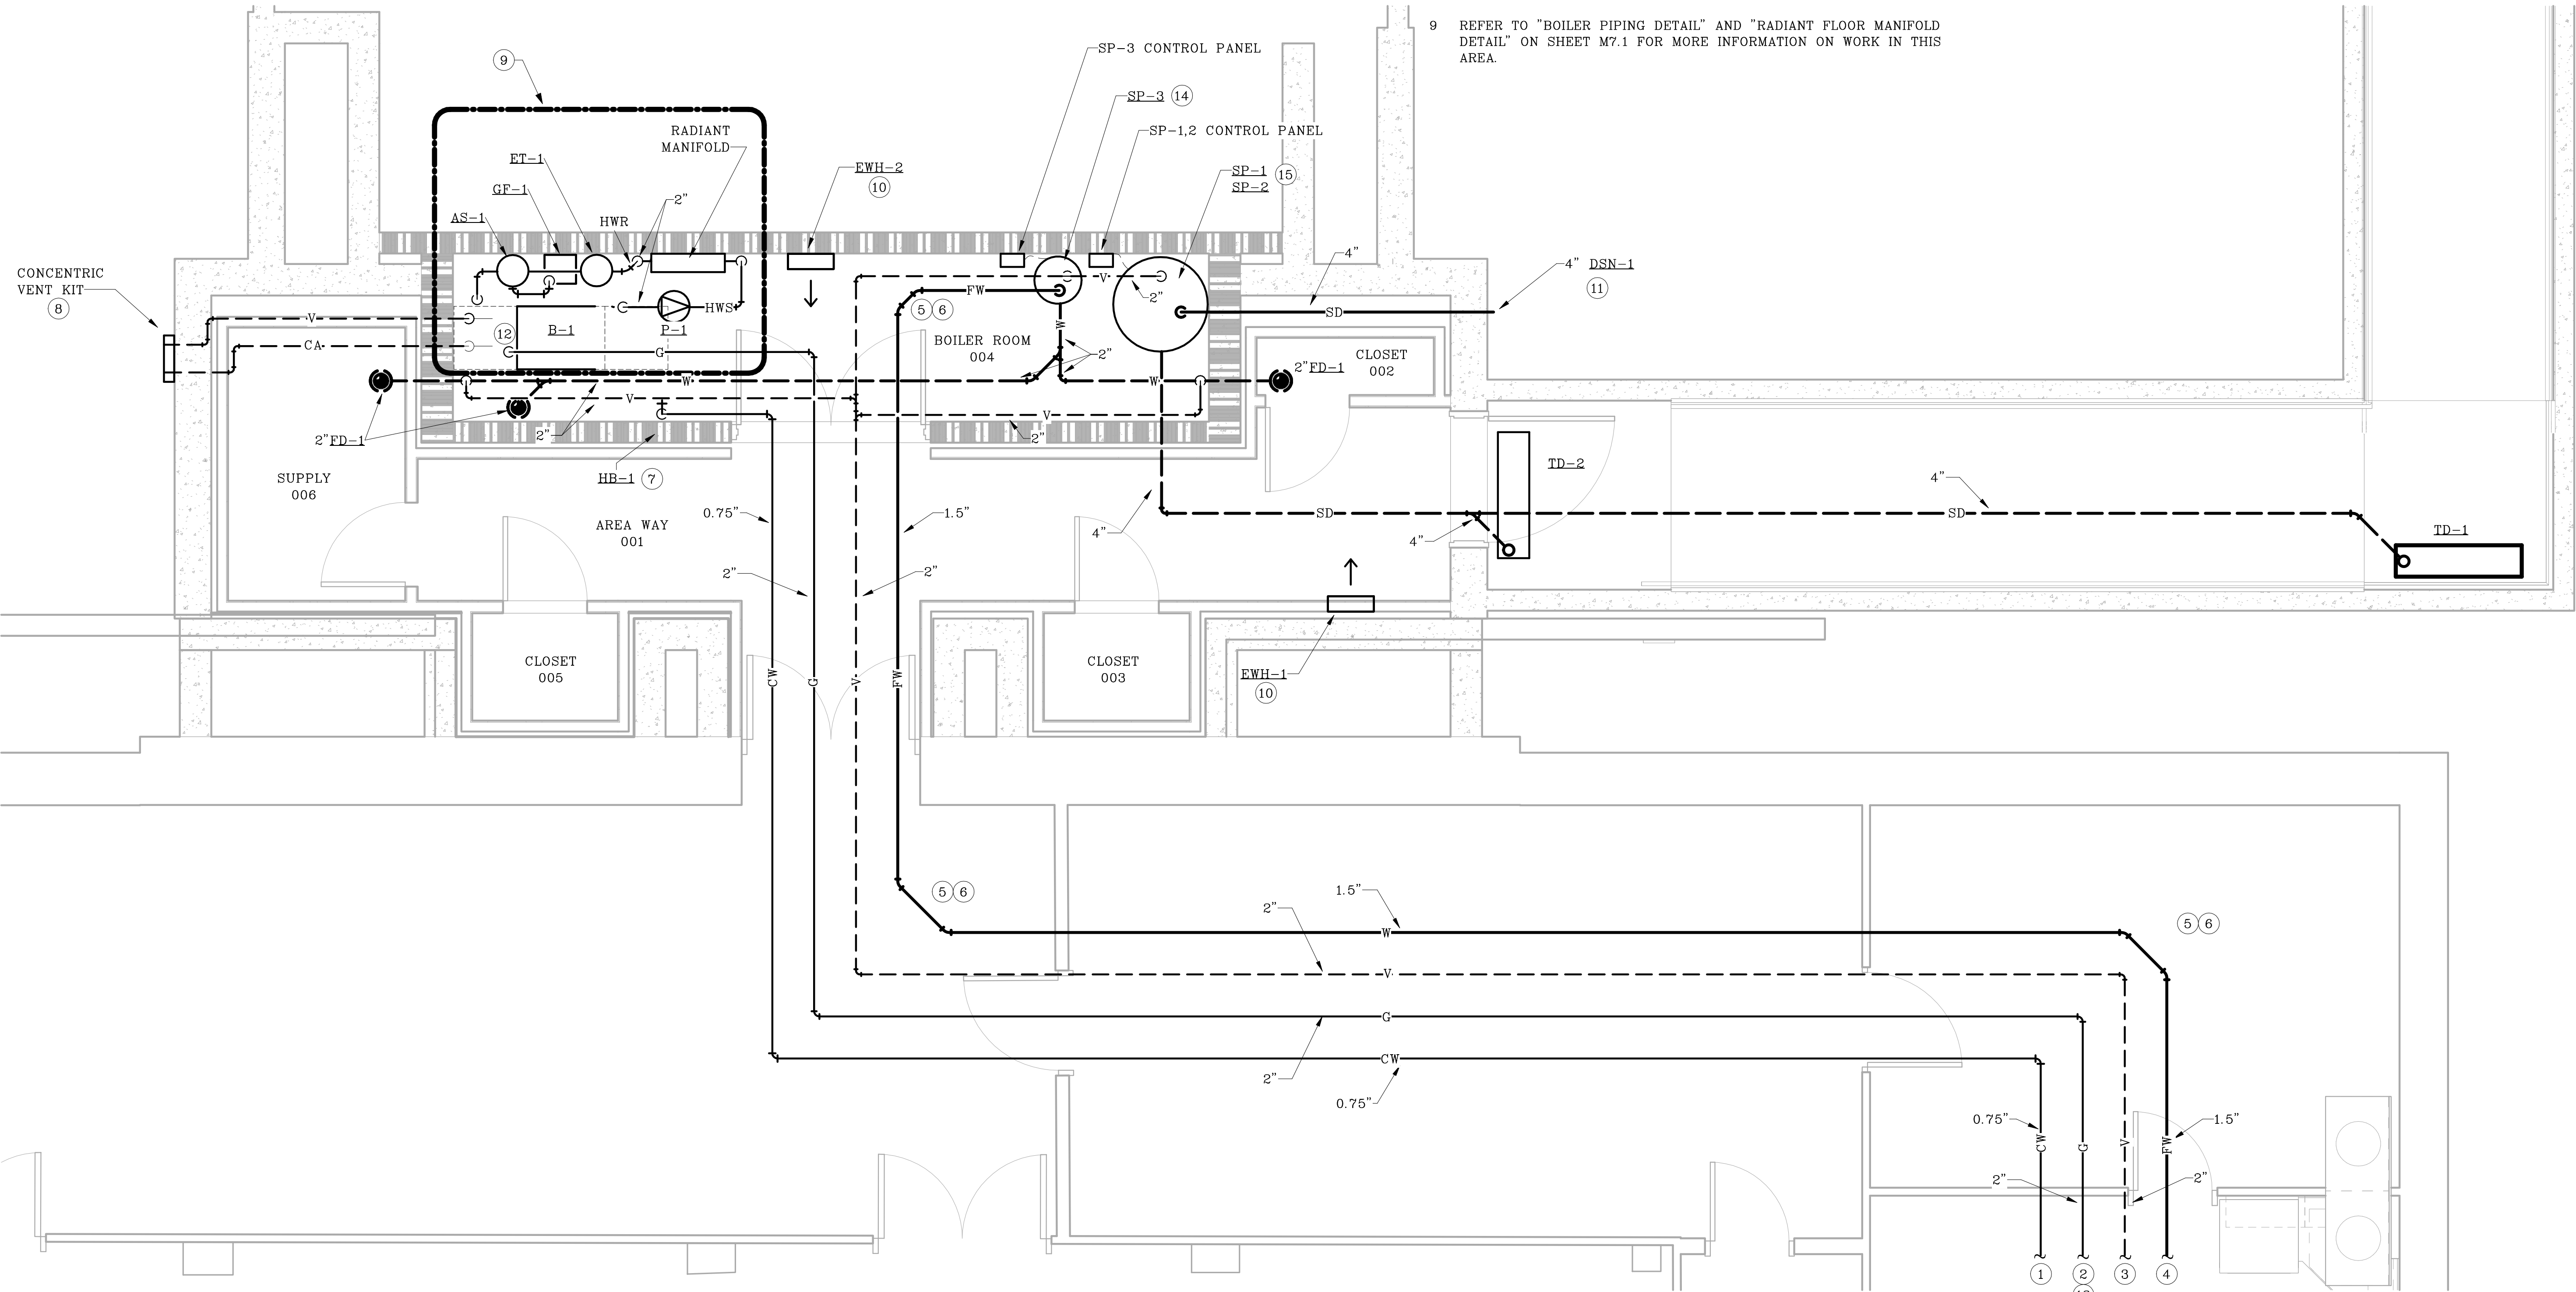 9 REFER TO "BOILER PIPING DETAIL" AND "RADIANT FLOOR MANIFOLD
DETAIL" ON SHEET M7.1 FOR MORE INFORMATION ON WORK IN THIS
AREA.
SP-3 CONTROL PANEL
9
SP-3 14
RADIANT
MANIFOLD
SP-1,2 CONTROL PANEL
ET-1
EWH-2
10
SP-1 15
SP-2
GF-1
2"
AS-1
HWR
CONCENTRIC
VENT KIT
8
4"
4" DSN-1
11
V
2"
FW
HWS
SD
V
12
B-1
P-1
5 6
W
BOILER ROOM
004
CA
G
2"
CLOSET
002
2"FD-1
W
W
V
V
2"FD-1
2"
2"
HB-1 7
SUPPLY
006
TD-2
4"
0.75"
1.5"
SD
SD
AREA WAY
001
4"
4"
TD-1
2"
2"
CLOSET
005
CLOSET
003
CW
G
V
FW
EWH-1
10
5 6
1.5"
2"
5 6
W
V
G
CW
2"
0.75"
0.75"
1.5"
CW
G
V
FW
2"
2"
1
2
3
4